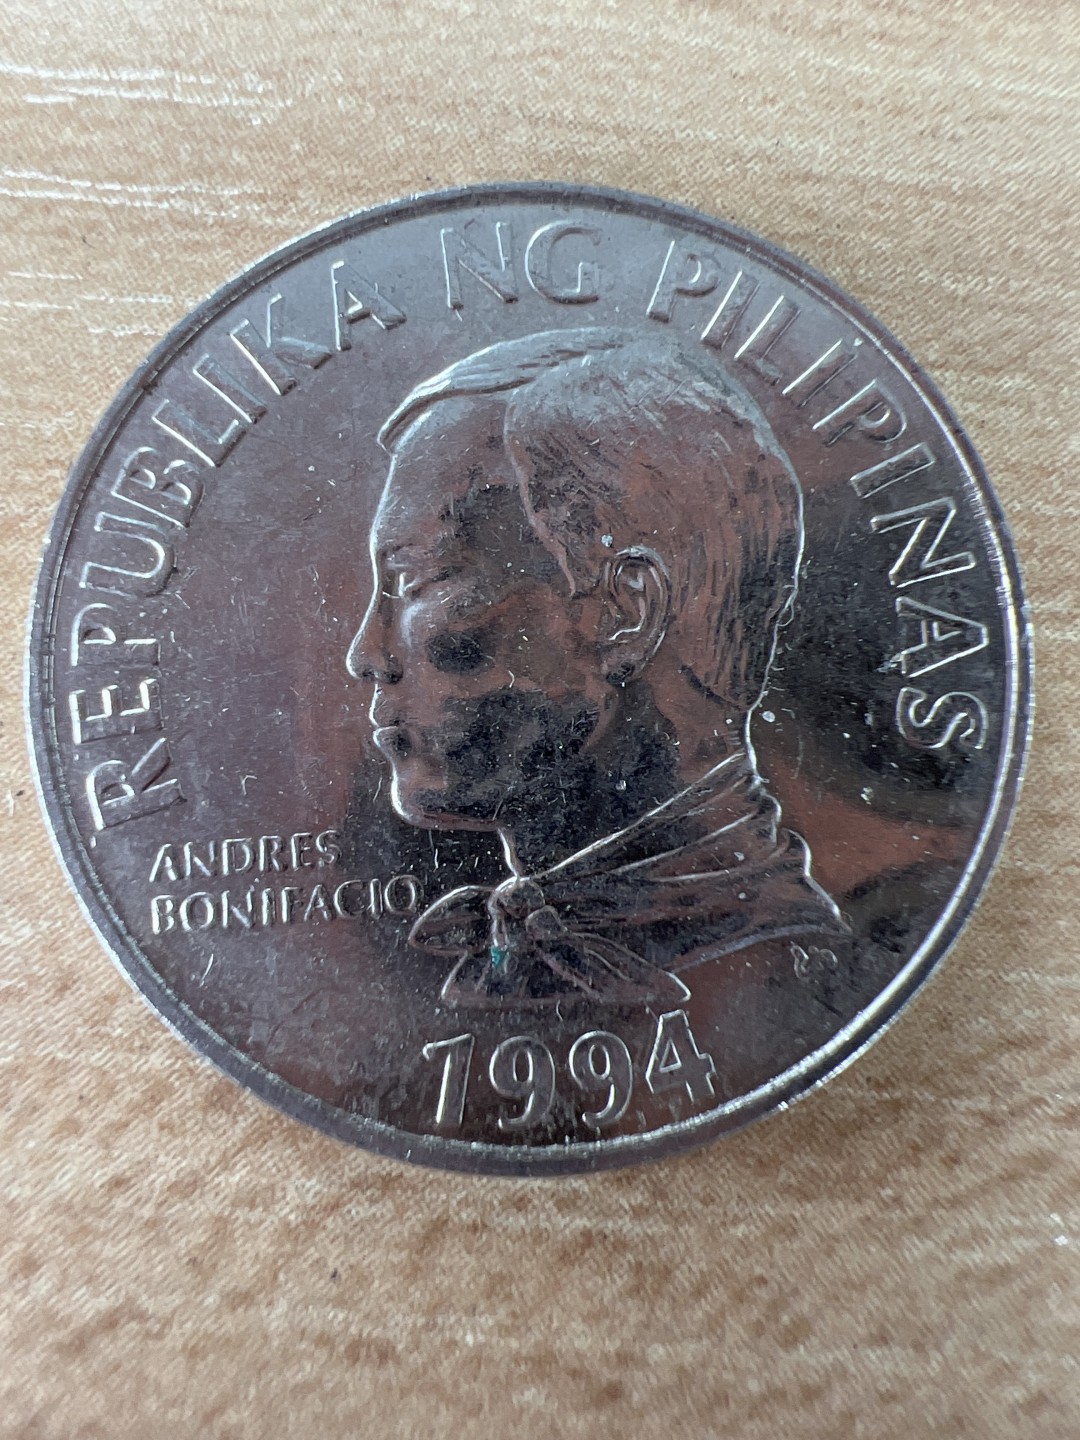 REPUBLIKA NG PILIPINAS
ANDRES
BONIFACIO
1994